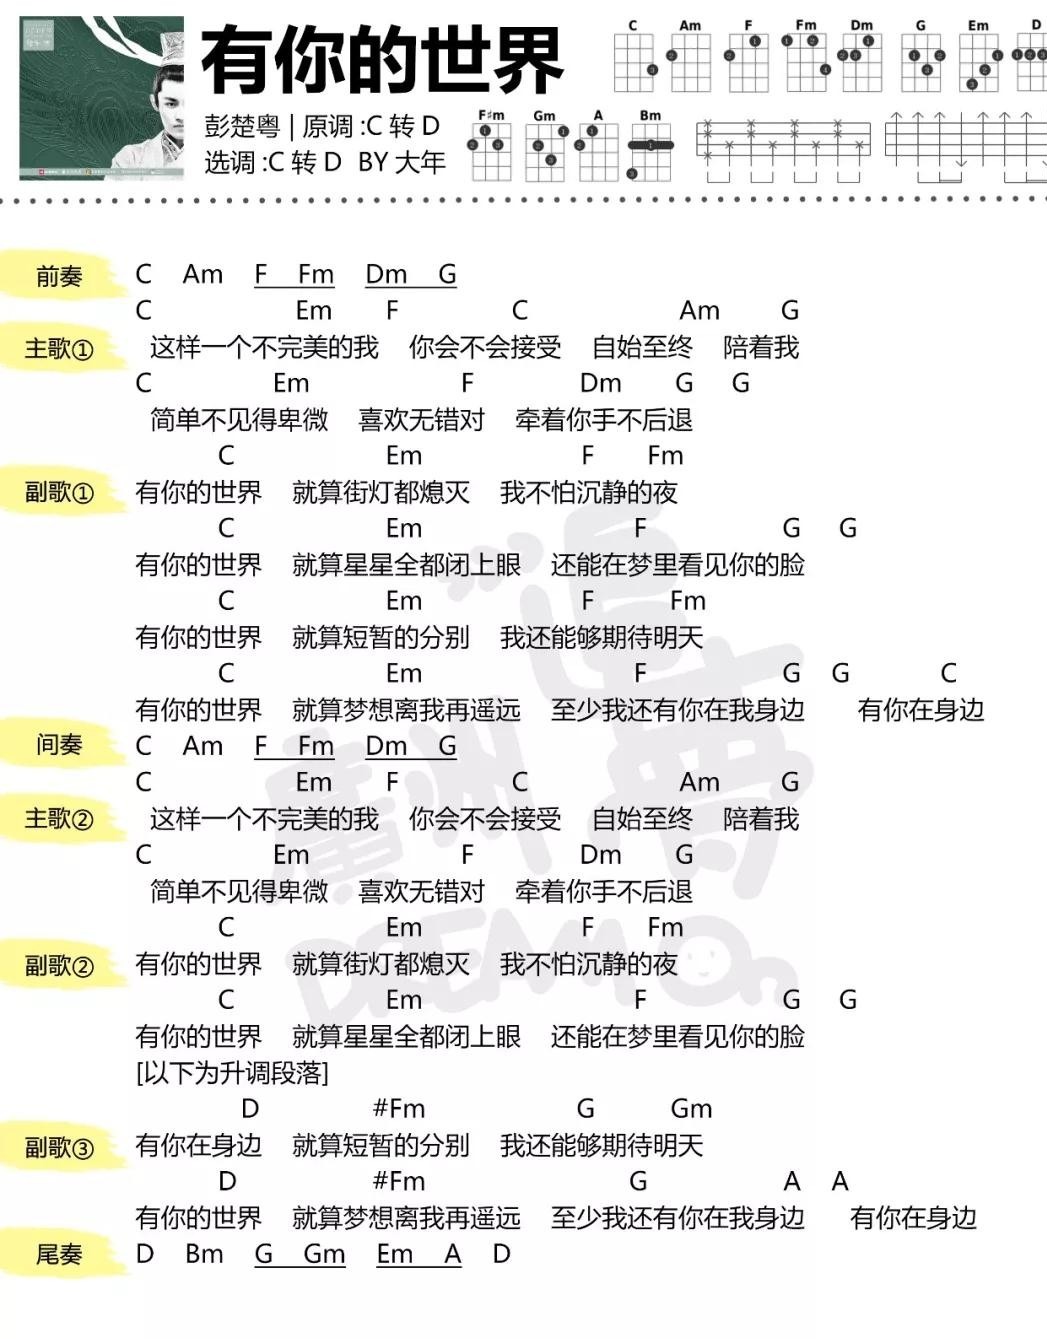 有你的世界
彭楚粤 | 原调:C 转 D
选调:C 转 D BY 大年
C Am F Fm Dm G Em D
F#m Gm A Bm
前奏 C Am F Fm Dm G
C Em F C Am G
主歌① 这样一个不完美的我 你会不会接受 自始至终 陪着我
C Em F Dm G G
简单不见得卑微 喜欢无错对 牵着你手不后退
C Em F Fm
副歌① 有你的世界 就算街灯都熄灭 我不怕沉静的夜
C Em F G G
有你的世界 就算星星全都闭上眼 还能在梦里看见你的脸
C Em F Fm
有你的世界 就算短暂的分别 我还能够期待明天
C Em F G G C
有你的世界 就算梦想离我再遥远 至少我还有你在我身边 有你在身边
间奏 C Am F Fm Dm G
C Em F C Am G
主歌② 这样一个不完美的我 你会不会接受 自始至终 陪着我
C Em F Dm G
简单不见得卑微 喜欢无错对 牵着你手不后退
C Em F Fm
副歌② 有你的世界 就算街灯都熄灭 我不怕沉静的夜
C Em F G G
有你的世界 就算星星全都闭上眼 还能在梦里看见你的脸
[以下为升调段落]
D #Fm G Gm
副歌③ 有你在身边 就算短暂的分别 我还能够期待明天
D #Fm G A A
有你的世界 就算梦想离我再遥远 至少我还有你在我身边 有你在身边
尾奏 D Bm G Gm Em A D
廣州追夢
DREAMON